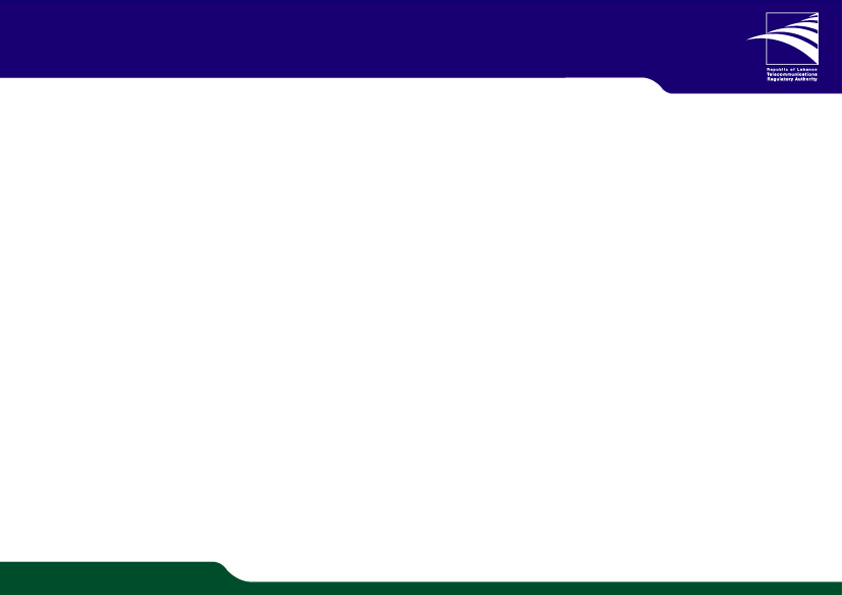 Republic of Lebanon
Telecommunications
Regulatory Authority